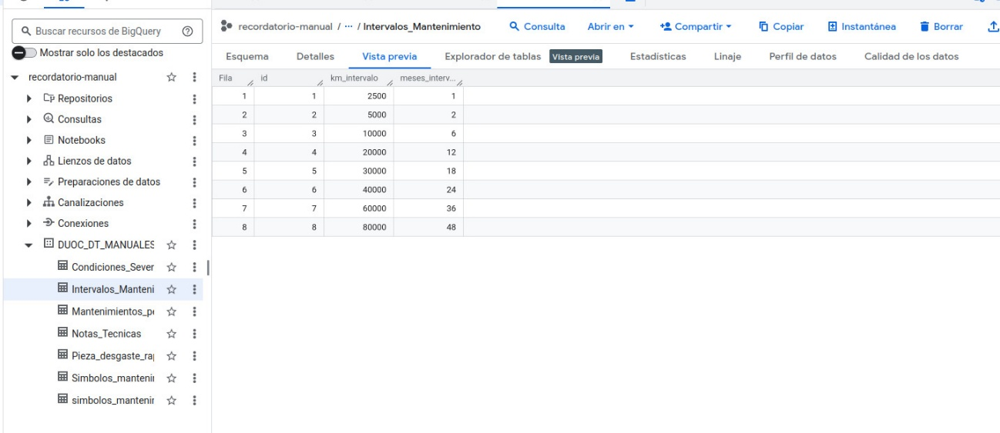 Buscar recursos de BigQuery
Mostrar solo los destacados
recordatorio-manual
Repositorios
Consultas
Notebooks
Lienzos de datos
Preparaciones de datos
Canalizaciones
Conexiones
DUOC_DT_MANUALES
Condiciones_Sever
Intervalos_Manteni
Mantenimientos_pe
Notas_Tecnicas
Pieza_desgaste_ra
Simbolos_mantenir
simbolos_mantenir
recordatorio-manual / ··· / Intervalos_Mantenimiento Consulta Abrir en Compartir Copiar Instantánea Borrar
Esquema Detalles Vista previa Explorador de tablas Vista previa Estadísticas Linaje Perfil de datos Calidad de los datos
Fila id km_intervalo meses_interv...
1 1 2500 1
2 2 5000 2
3 3 10000 6
4 4 20000 12
5 5 30000 18
6 6 40000 24
7 7 60000 36
8 8 80000 48